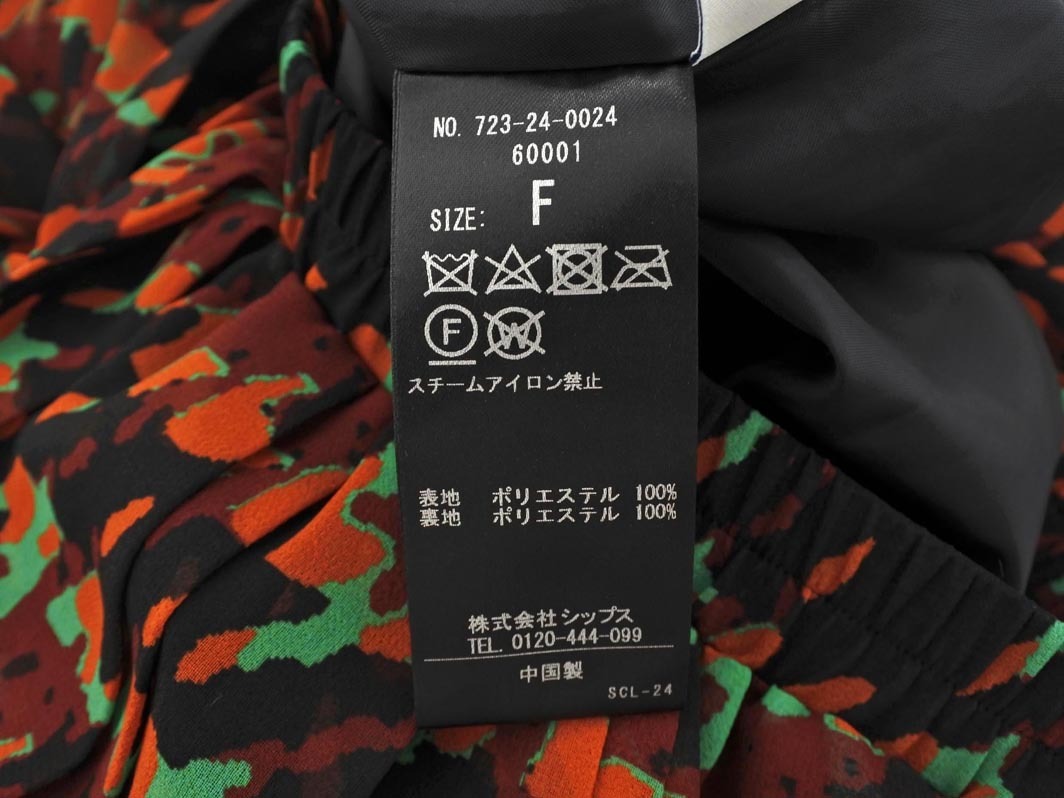 NO. 723-24-0024
60001
SIZE: F
F W
スチームアイロン禁止
表地 ポリエステル 100%
裏地 ポリエステル 100%
株式会社シップス
TEL. 0120-444-099
中国製
SCL-24